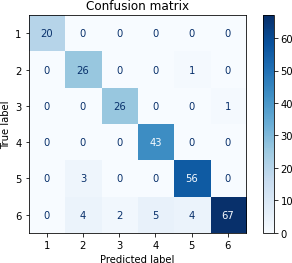 Confusion matrix
True label
1 20 0 0 0 0 0
2 0 26 0 0 1 0
3 0 0 26 0 0 1
4 0 0 0 43 0 0
5 0 3 0 0 56 0
6 0 4 2 5 4 67
1 2 3 4 5 6
Predicted label
60
50
40
30
20
10
0